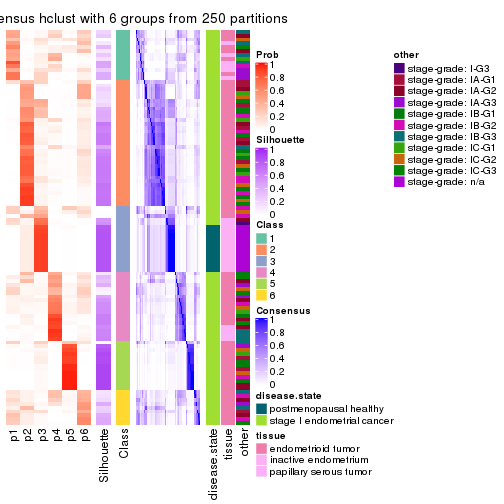 ensus hclust with 6 groups from 250 partitions
Prob
1
0.8
0.6
0.4
0.2
0
Silhouette
1
0.8
0.6
0.4
0.2
0
Class
1
2
3
4
5
6
Consensus
1
0.8
0.6
0.4
0.2
0
disease.state
postmenopausal healthy
stage I endometrial cancer
tissue
endometrioid tumor
inactive endometrium
papillary serous tumor
other
stage-grade: I-G3
stage-grade: IA-G1
stage-grade: IA-G2
stage-grade: IA-G3
stage-grade: IB-G1
stage-grade: IB-G2
stage-grade: IB-G3
stage-grade: IC-G1
stage-grade: IC-G2
stage-grade: IC-G3
stage-grade: n/a
p1
p2
p3
p4
p5
p6
Silhouette
Class
disease.state
tissue
other